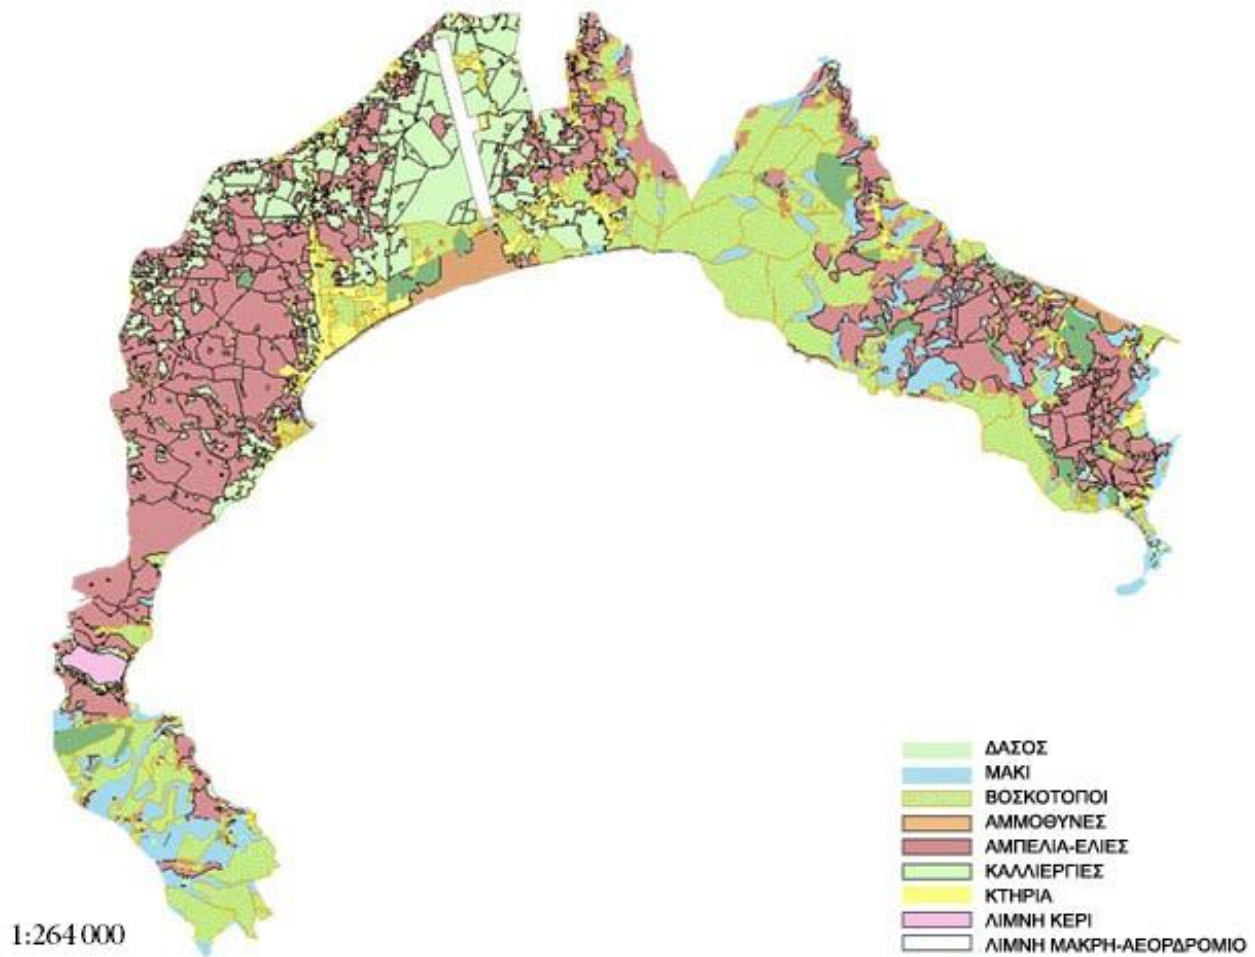 ΔΑΣΟΣ
ΜΑΚΙ
ΒΟΣΚΟΤΟΠΟΙ
ΑΜΜΟΘΥΝΕΣ
ΑΜΠΕΛΙΑ-ΕΛΙΕΣ
ΚΑΛΛΙΕΡΓΙΕΣ
ΚΤΗΡΙΑ
ΛΙΜΝΗ ΚΕΡΙ
ΛΙΜΝΗ ΜΑΚΡΗ-ΑΕΟΡΔΡΟΜΙΟ
1:264 000